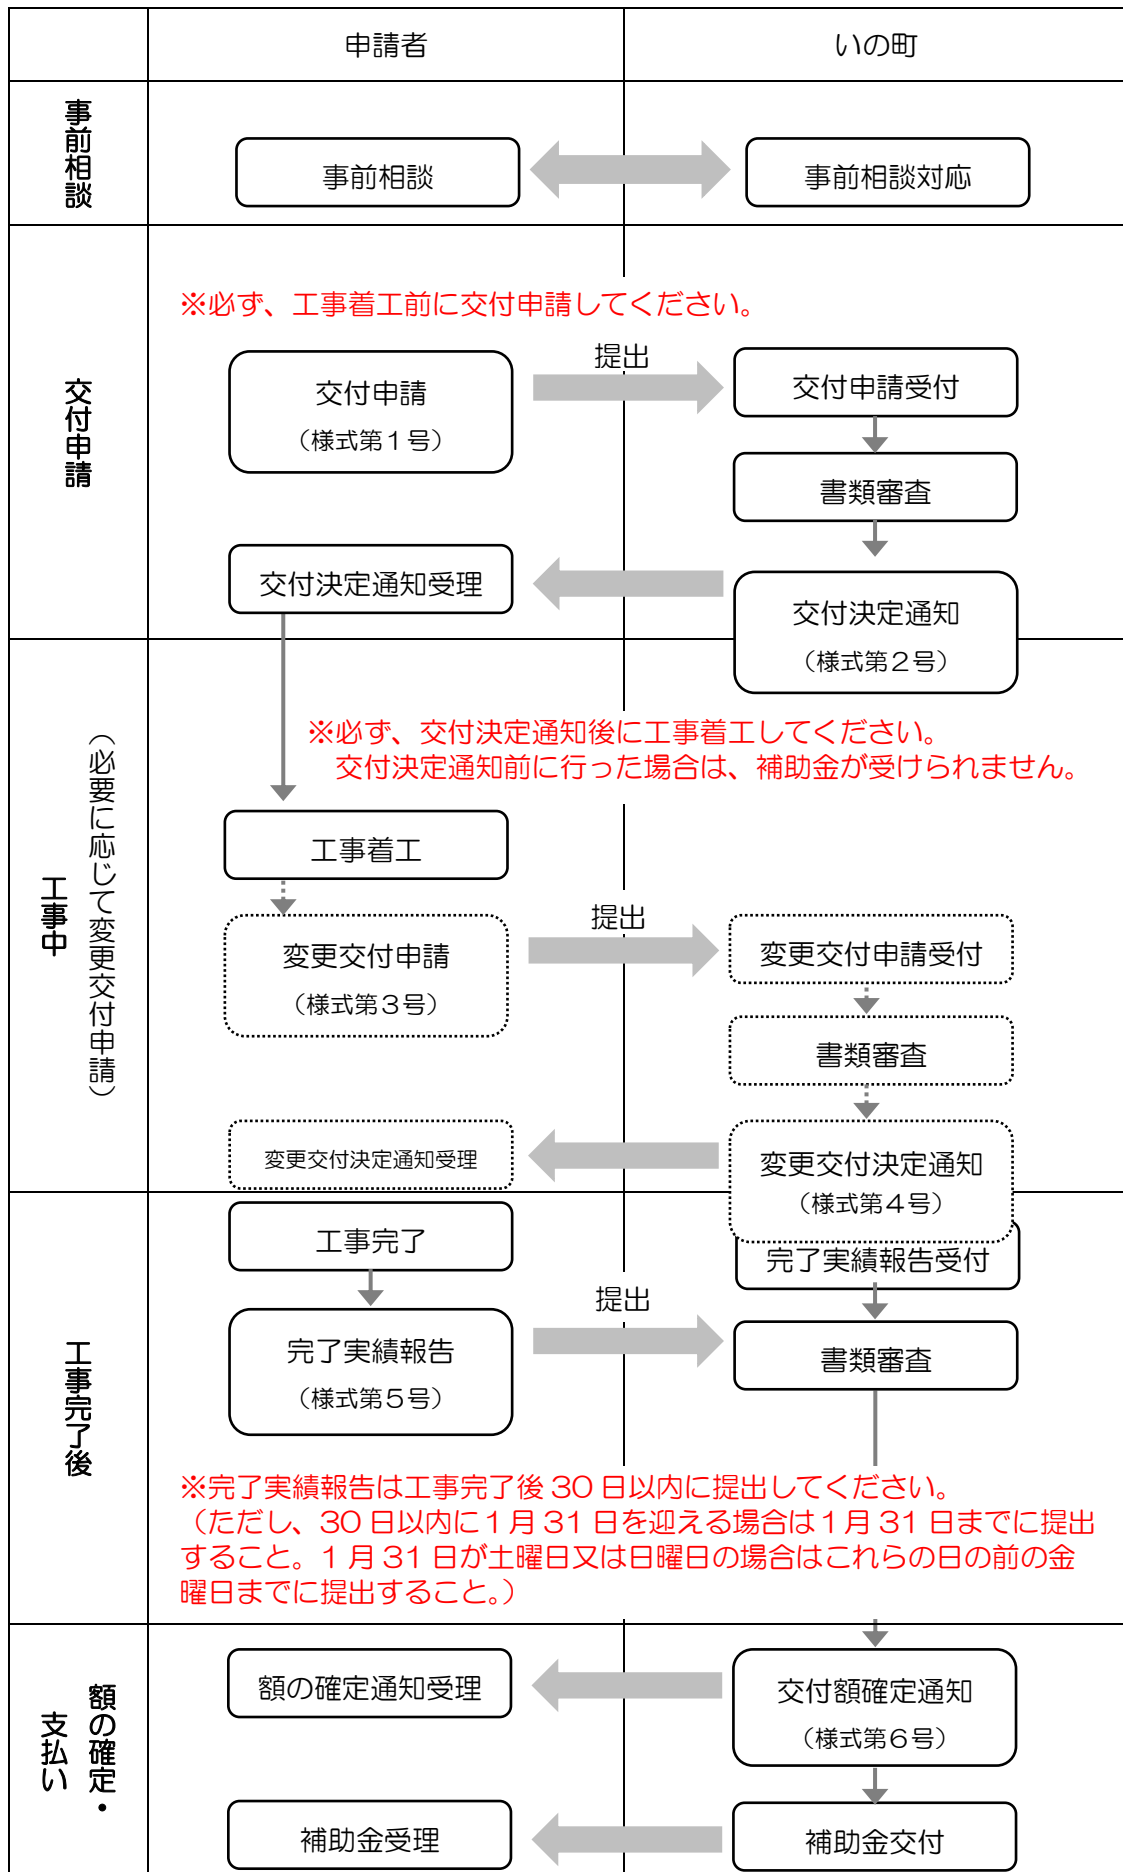 申請者
いの町
事前相談
事前相談
事前相談対応
交付申請
※必ず、工事着工前に交付申請してください。
提出
交付申請
（様式第１号）
交付申請受付
書類審査
交付決定通知受理
交付決定通知
（様式第２号）
工事中
（必要に応じて変更交付申請）
※必ず、交付決定通知後に工事着工してください。
交付決定通知前に行った場合は、補助金が受けられません。
工事着工
提出
変更交付申請
（様式第３号）
変更交付申請受付
書類審査
変更交付決定通知受理
変更交付決定通知
（様式第４号）
工事完了後
工事完了
完了実績報告受付
提出
完了実績報告
（様式第５号）
書類審査
※完了実績報告は工事完了後 30 日以内に提出してください。
（ただし、30 日以内に１月 31 日を迎える場合は１月 31 日までに提出
すること。１月 31 日が土曜日又は日曜日の場合はこれらの日の前の金
曜日までに提出すること。）
額の確定・
支払い
額の確定通知受理
交付額確定通知
（様式第６号）
補助金受理
補助金交付